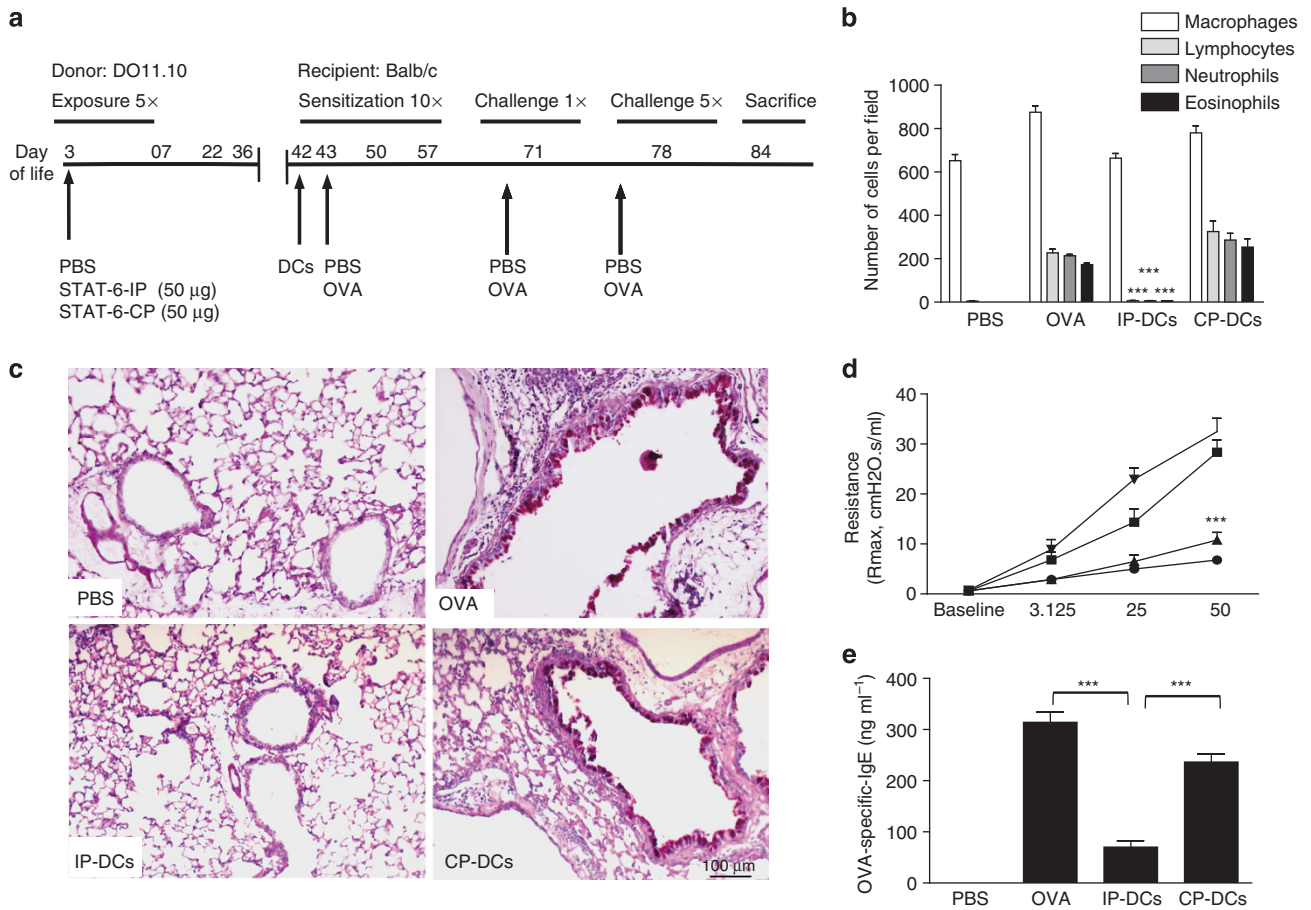 a
Donor: DO11.10
Recipient: Balb/c
Exposure 5×
Sensitization 10×
Challenge 1×
Challenge 5×
Sacrifice
Day of life
3
07
22
36
42
43
50
57
71
78
84
PBS
STAT-6-IP (50 μg)
STAT-6-CP (50 μg)
DCs
PBS
OVA
PBS
OVA
PBS
OVA
b
Macrophages
Lymphocytes
Neutrophils
Eosinophils
Number of cells per field
1000
800
600
400
200
0
***
*** ***
PBS
OVA
IP-DCs
CP-DCs
c
PBS
OVA
IP-DCs
CP-DCs
100 μm
d
Resistance
(Rmax, cmH2O.s/ml)
40
30
20
10
0
***
Baseline
3.125
25
50
e
OVA-specific-IgE (ng ml⁻¹)
400
300
200
100
0
***
***
PBS
OVA
IP-DCs
CP-DCs